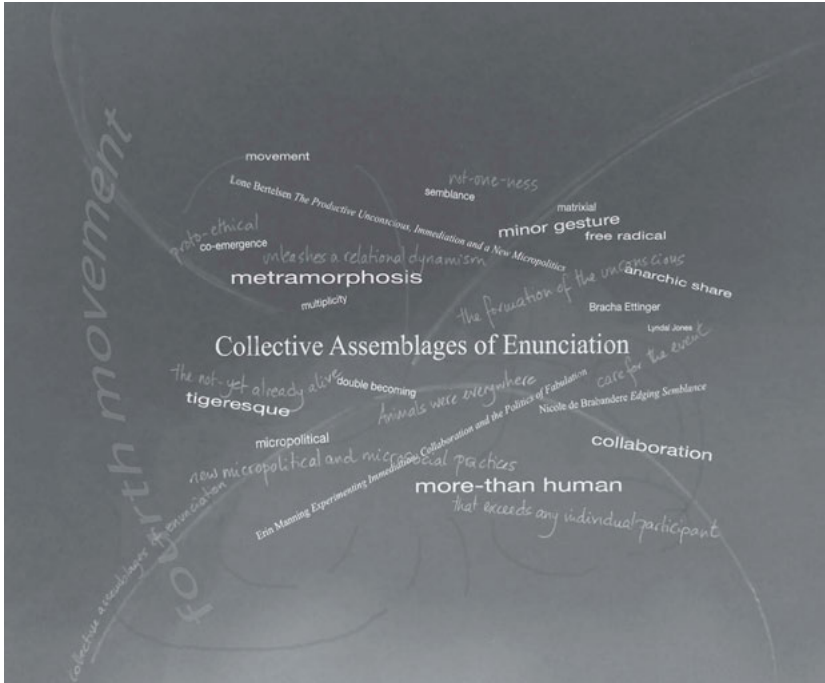 fourth movement
movement
not-one-ness
semblance
Lone Bertelsen The Productive Unconscious, Immediation and a New Micropolitics
matrixial
minor gesture
free radical
proto-ethical
co-emergence
unleashes a relational dynamism
metramorphosis
the formation of the unconscious
anarchic share
multiplicity
Bracha Ettinger
Lyndal Jones
Collective Assemblages of Enunciation
care for the event
the not-yet already alive
double becoming
tigeresque
Animals were everywhere
Nicole de Brabandere Edging Semblance
micropolitical
collaboration
new micropolitical and microsocial practices
Erin Manning Experimenting Immediation: Collaboration and the Politics of Fabulation
more-than human
that exceeds any individual participant
collective assemblages of enunciation